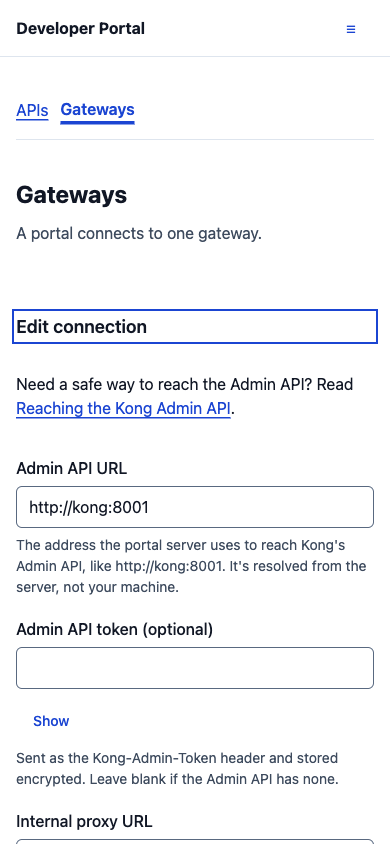 Developer Portal
≡
APIs Gateways
Gateways
A portal connects to one gateway.
Edit connection
Need a safe way to reach the Admin API? Read
Reaching the Kong Admin API.
Admin API URL
http://kong:8001
The address the portal server uses to reach Kong's
Admin API, like http://kong:8001. It's resolved from the
server, not your machine.
Admin API token (optional)
Show
Sent as the Kong-Admin-Token header and stored
encrypted. Leave blank if the Admin API has none.
Internal proxy URL